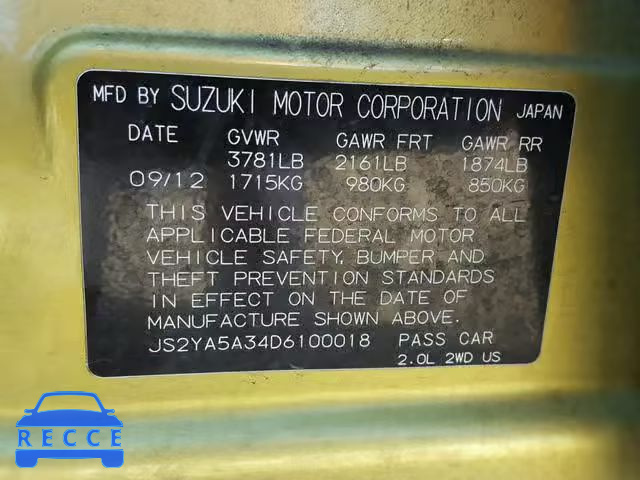 MFD BY SUZUKI MOTOR CORPORATION JAPAN
DATE GVWR GAWR FRT GAWR RR
3781LB 2161LB 1874LB
09/12 1715KG 980KG 850KG
THIS VEHICLE CONFORMS TO ALL
APPLICABLE FEDERAL MOTOR
VEHICLE SAFETY, BUMPER AND
THEFT PREVENTION STANDARDS
IN EFFECT ON THE DATE OF
MANUFACTURE SHOWN ABOVE.
JS2YA5A34D6100018 PASS CAR
2.0L 2WD US
RECCE